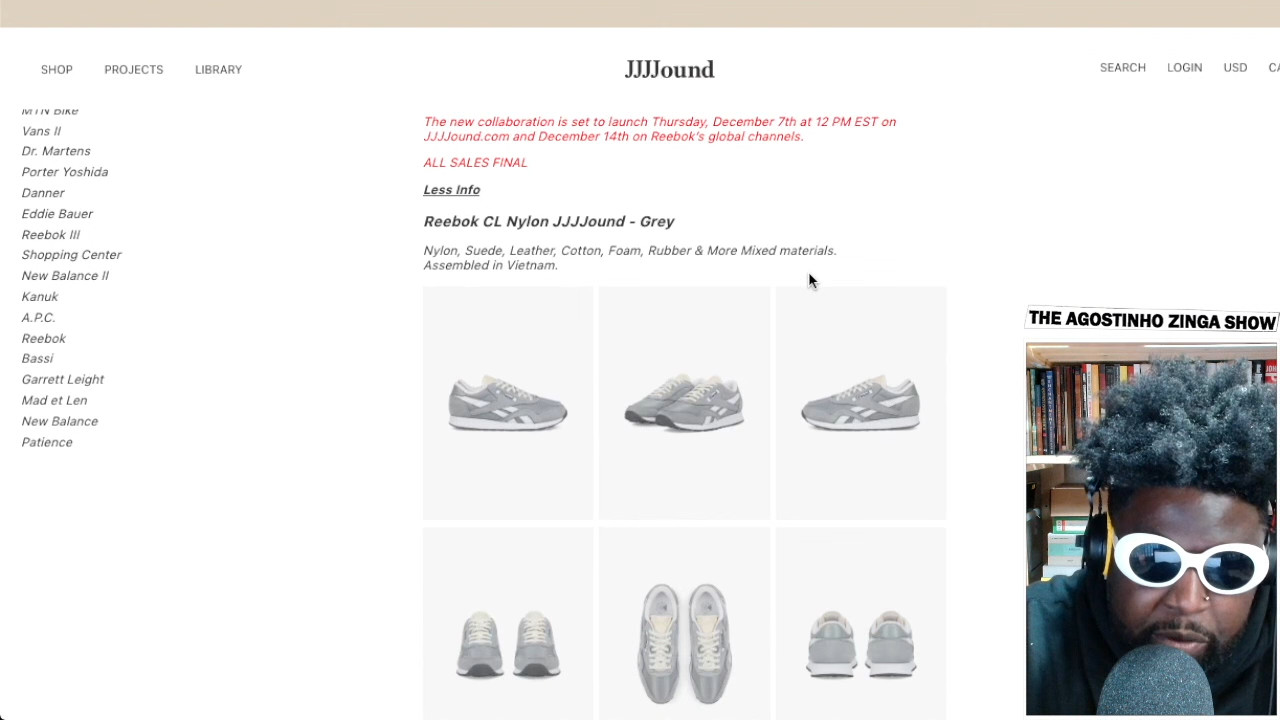 SHOP PROJECTS LIBRARY
JJJJound
SEARCH LOGIN USD
MTN Bike
Vans II
Dr. Martens
Porter Yoshida
Danner
Eddie Bauer
Reebok III
Shopping Center
New Balance II
Kanuk
A.P.C.
Reebok
Bassi
Garrett Leight
Mad et Len
New Balance
Patience
The new collaboration is set to launch Thursday, December 7th at 12 PM EST on
JJJJound.com and December 14th on Reebok's global channels.
ALL SALES FINAL
Less Info
Reebok CL Nylon JJJJound - Grey
Nylon, Suede, Leather, Cotton, Foam, Rubber & More Mixed materials.
Assembled in Vietnam.
THE AGOSTINHO ZINGA SHOW